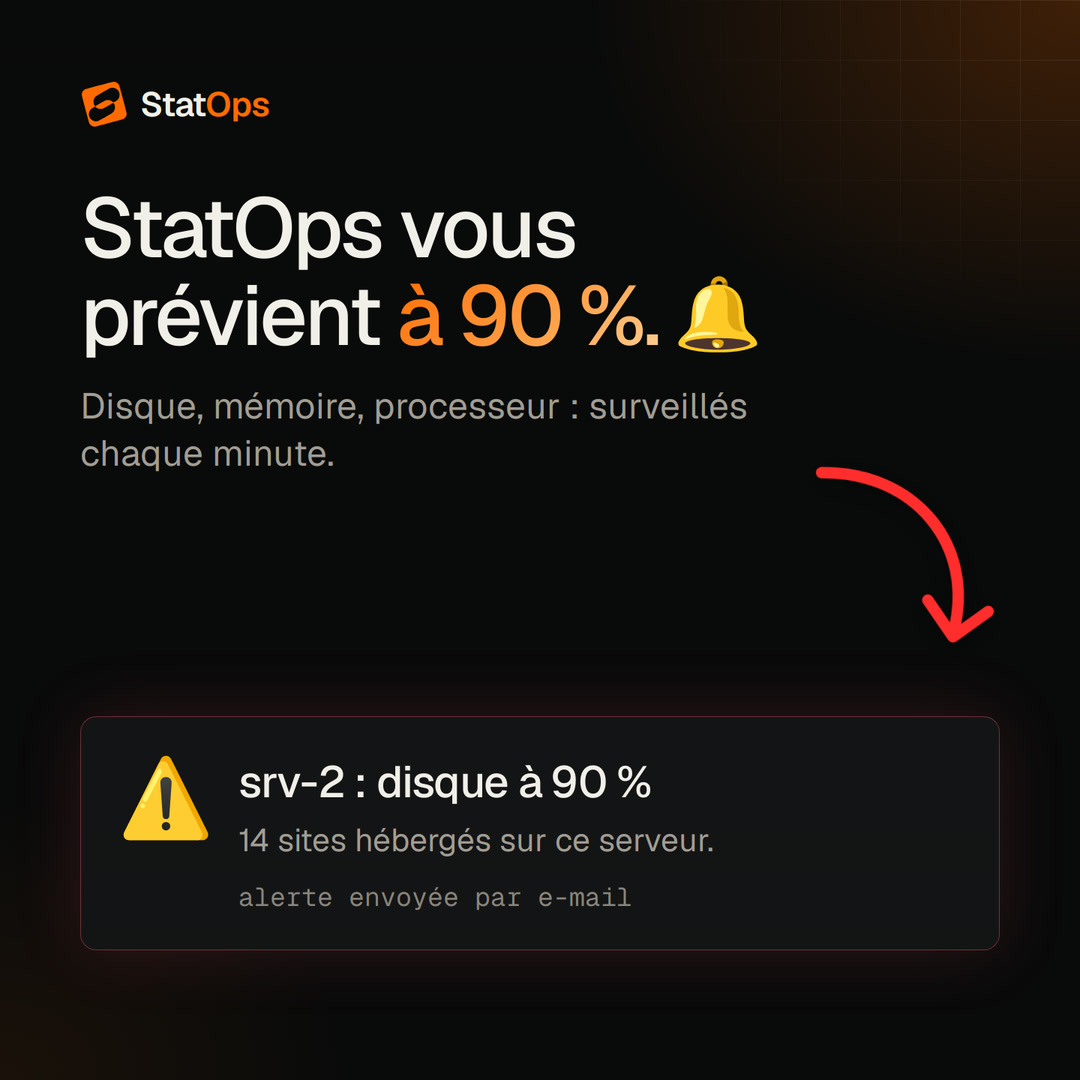 StatOps
StatOps vous
prévient à 90 %. 🔔
Disque, mémoire, processeur : surveillés
chaque minute.
srv-2 : disque à 90 %
14 sites hébergés sur ce serveur.
alerte envoyée par e-mail